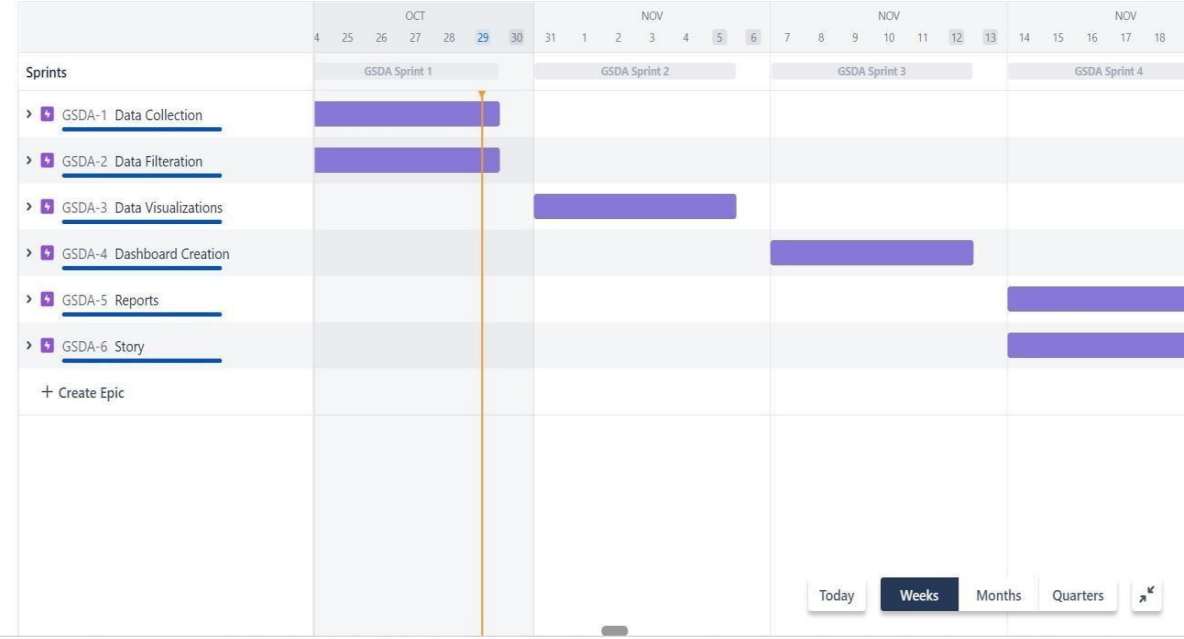 OCT NOV NOV NOV
4 25 26 27 28 29 30 31 1 2 3 4 5 6 7 8 9 10 11 12 13 14 15 16 17 18
Sprints GSDA Sprint 1 GSDA Sprint 2 GSDA Sprint 3 GSDA Sprint 4
GSDA-1 Data Collection
GSDA-2 Data Filteration
GSDA-3 Data Visualizations
GSDA-4 Dashboard Creation
GSDA-5 Reports
GSDA-6 Story
+ Create Epic
Today Weeks Months Quarters